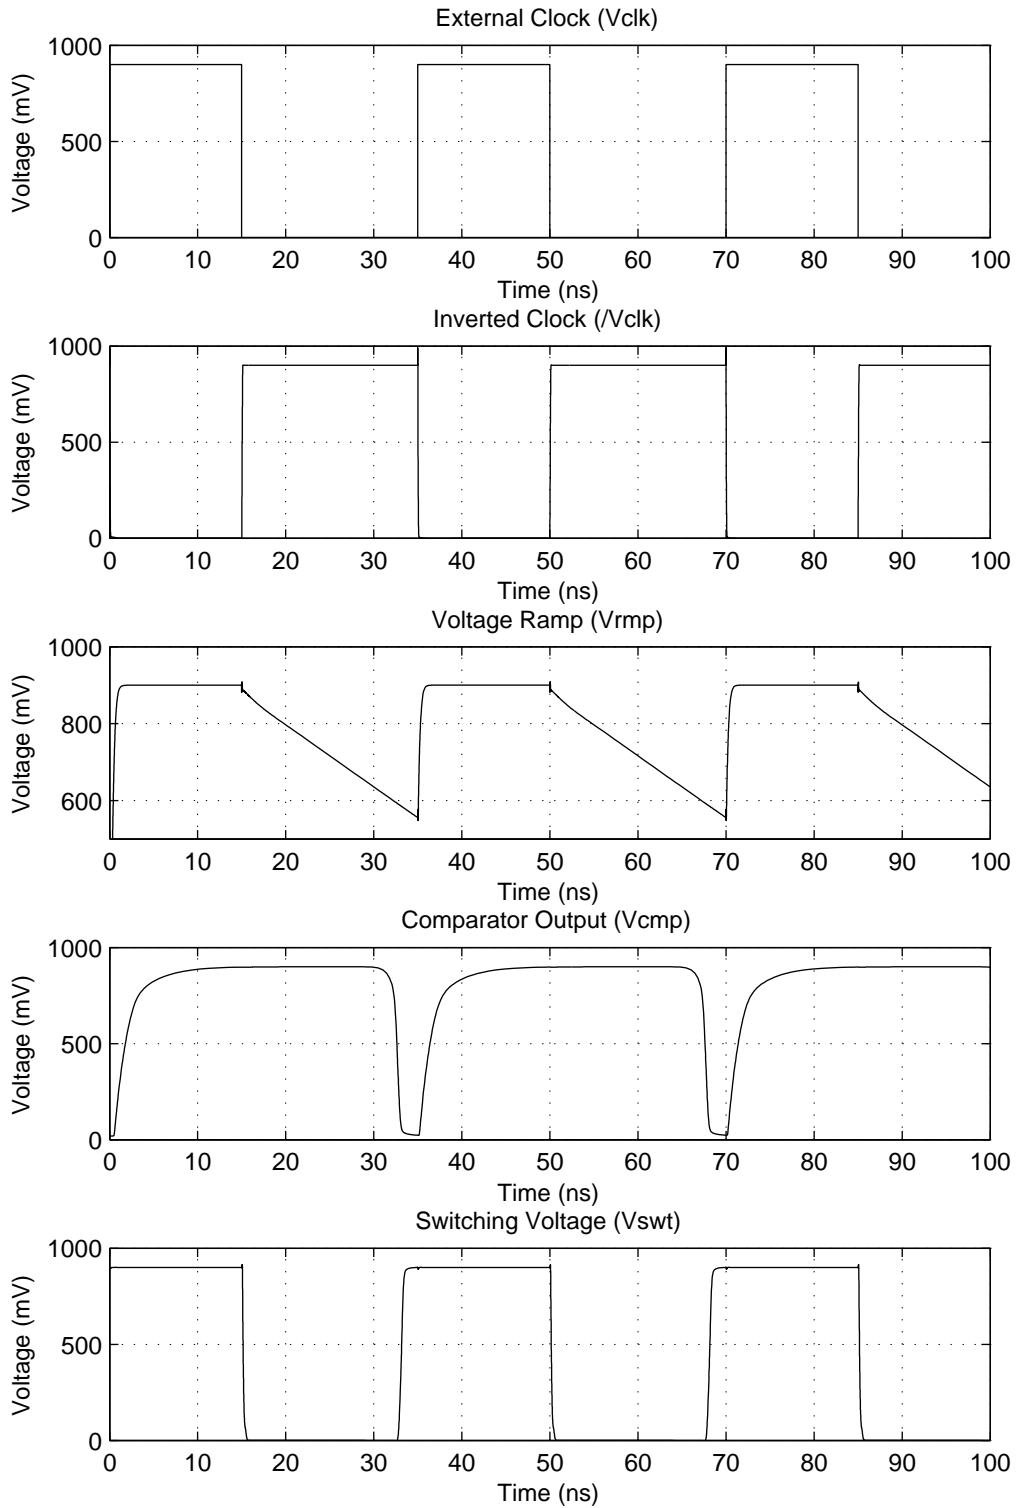 External Clock (Vclk)
1000
500
0
Voltage (mV)
0 10 20 30 40 50 60 70 80 90 100
Time (ns)
Inverted Clock (/Vclk)
1000
500
0
Voltage (mV)
0 10 20 30 40 50 60 70 80 90 100
Time (ns)
Voltage Ramp (Vrmp)
1000
800
600
Voltage (mV)
0 10 20 30 40 50 60 70 80 90 100
Time (ns)
Comparator Output (Vcmp)
1000
500
0
Voltage (mV)
0 10 20 30 40 50 60 70 80 90 100
Time (ns)
Switching Voltage (Vswt)
1000
500
0
Voltage (mV)
0 10 20 30 40 50 60 70 80 90 100
Time (ns)